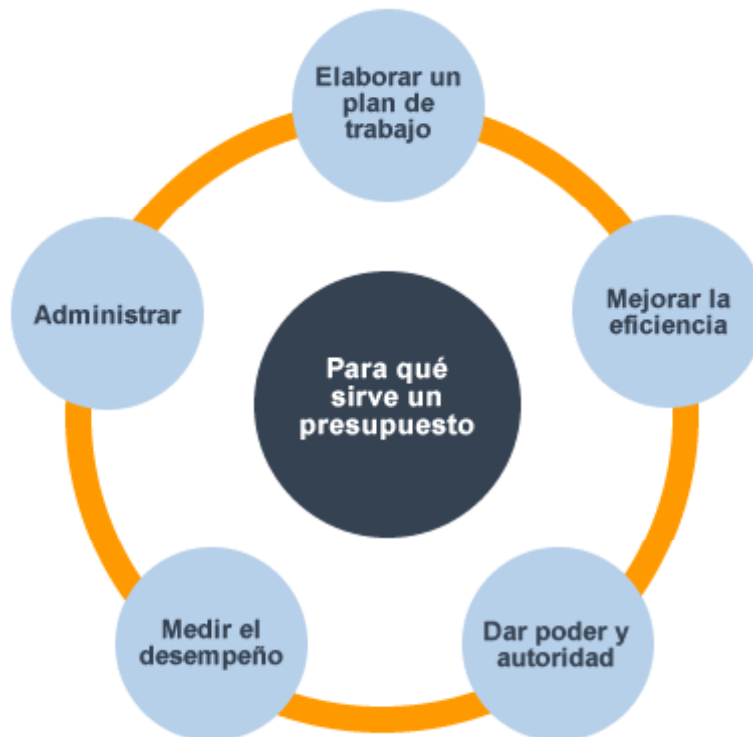 Elaborar un
plan de
trabajo
Mejorar la
eficiencia
Dar poder y
autoridad
Medir el
desempeño
Administrar
Para qué
sirve un
presupuesto